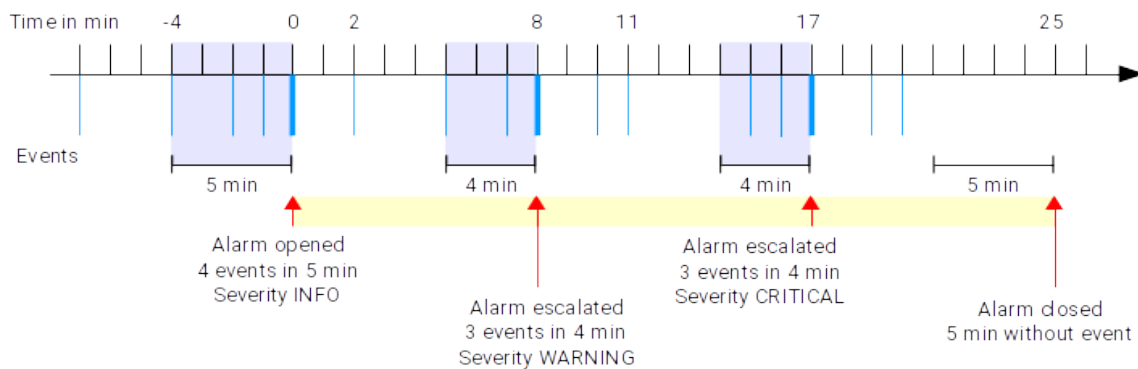 Time in min -4 0 2 8 11 17 25
Events
5 min 4 min 4 min 5 min
Alarm opened
4 events in 5 min
Severity INFO
Alarm escalated
3 events in 4 min
Severity WARNING
Alarm escalated
3 events in 4 min
Severity CRITICAL
Alarm closed
5 min without event